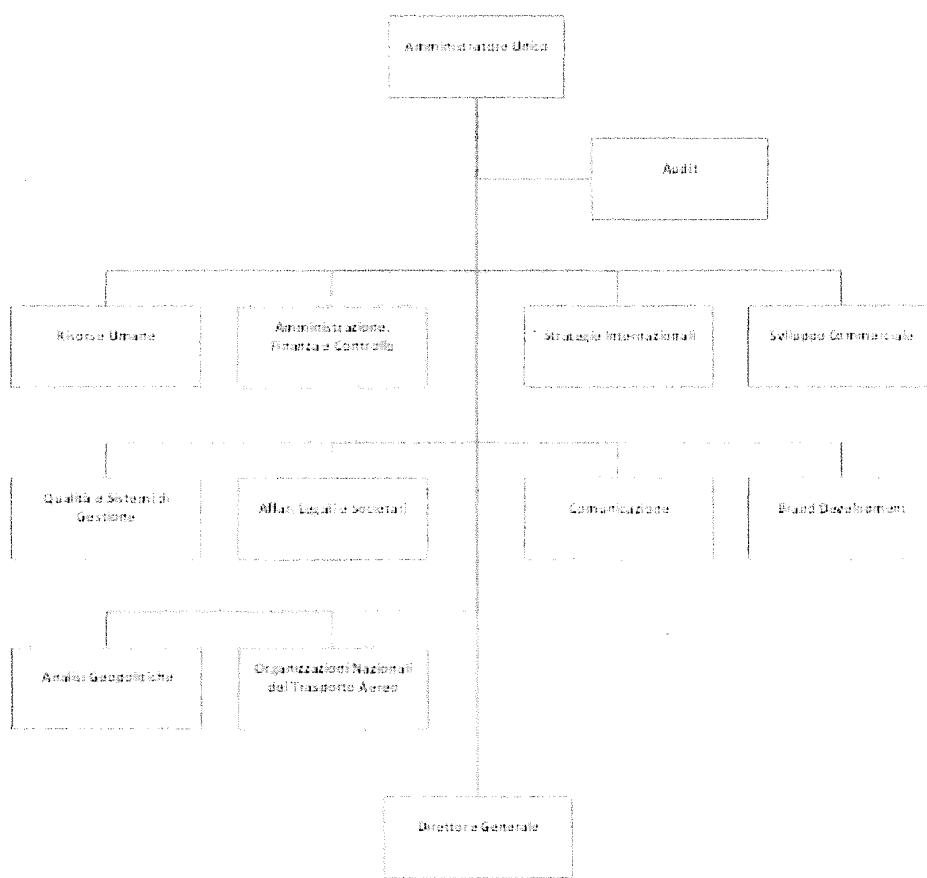 Amministratore Unico
Audit
Risorse Umane
Amministrazione,
Finanza e Controllo
Strategie Internazionali
Sviluppo Commerciale
Qualità e Sistemi di
Gestione
Affari Legali e Societari
Comunicazione
Brand Development
Analisi Geopolitiche
Organizzazioni Nazionali
del Trasporto Aereo
Direttore Generale